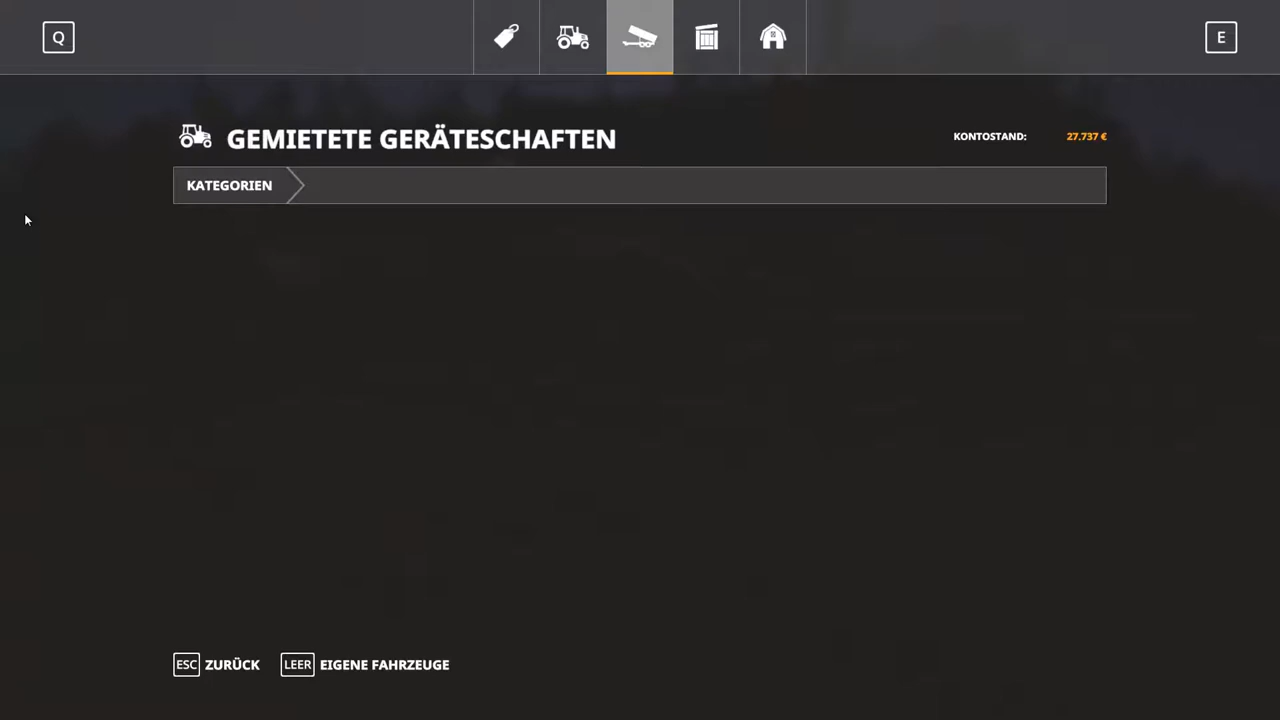 Q
E
GEMIETETE GERÄTESCHAFTEN
KONTOSTAND: 27.737 €
KATEGORIEN
ESC ZURÜCK LEER EIGENE FAHRZEUGE